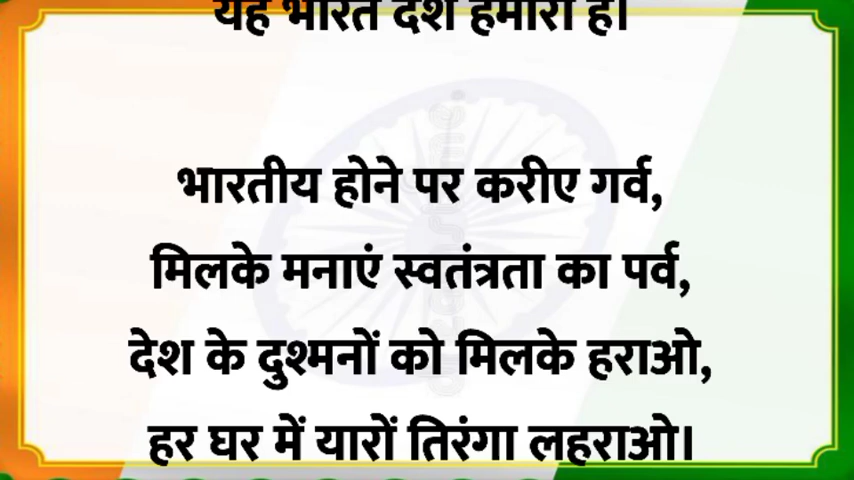 यह भारत देश हमारा है।
भारतीय होने पर करीए गर्व,
मिलके मनाएं स्वतंत्रता का पर्व,
देश के दुश्मनों को मिलके हराओ,
हर घर में यारों तिरंगा लहराओ।